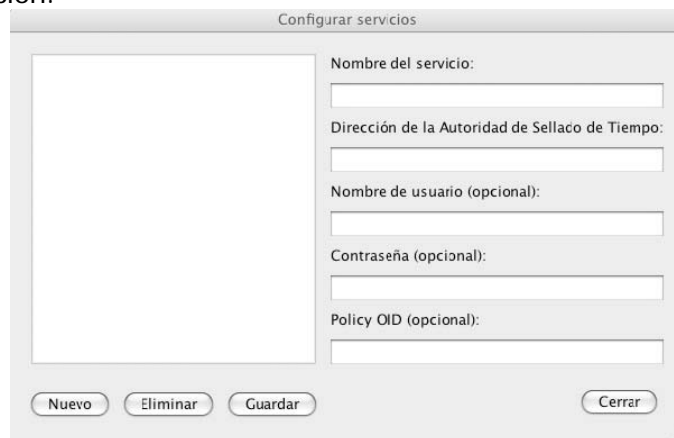 Configurar servicios
Nombre del servicio:
Dirección de la Autoridad de Sellado de Tiempo:
Nombre de usuario (opcional):
Contraseña (opcional):
Policy OID (opcional):
Nuevo Eliminar Guardar Cerrar